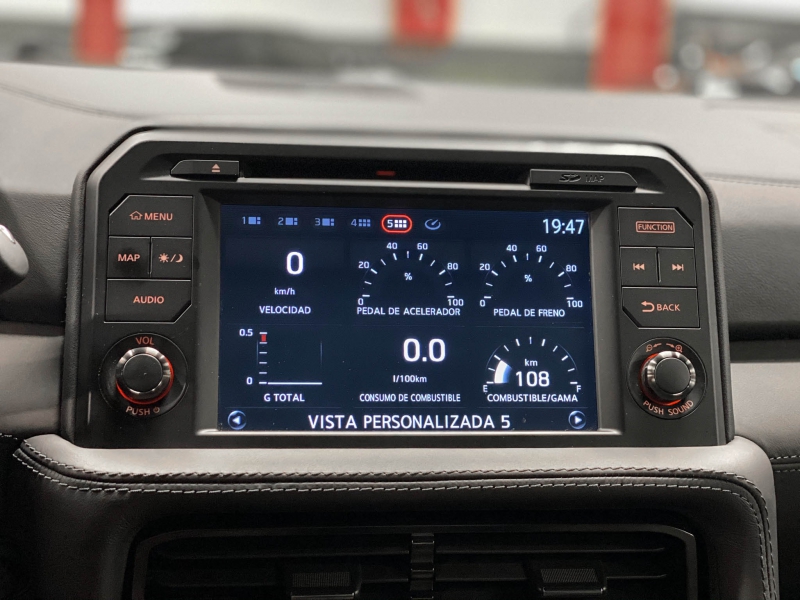 SD MAP
MENU
MAP
AUDIO
VOL
PUSH
1
2
3
4
5
19:47
0
km/h
VELOCIDAD
0 20 40 60 80 100
%
PEDAL DE ACELERADOR
0 20 40 60 80 100
%
PEDAL DE FRENO
0.5
0
G TOTAL
0.0
l/100km
CONSUMO DE COMBUSTIBLE
km
108
E F
COMBUSTIBLE/GAMA
VISTA PERSONALIZADA 5
FUNCTION
BACK
PUSH SOUND